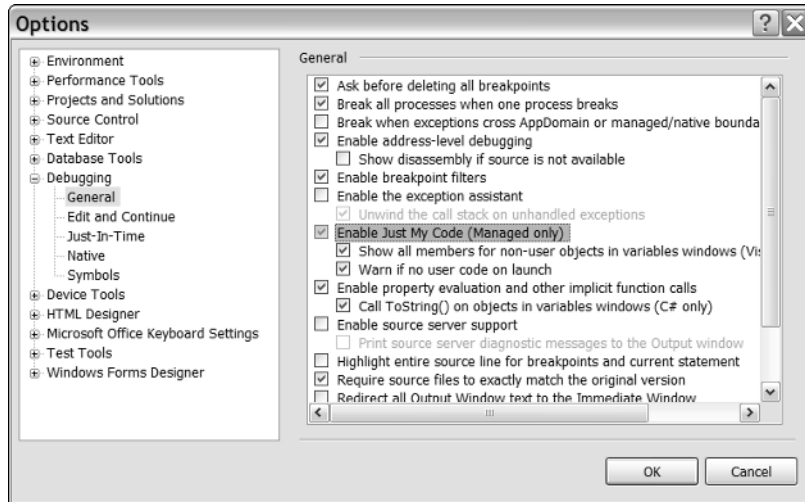 Options
Environment
Performance Tools
Projects and Solutions
Source Control
Text Editor
Database Tools
Debugging
General
Edit and Continue
Just-In-Time
Native
Symbols
Device Tools
HTML Designer
Microsoft Office Keyboard Settings
Test Tools
Windows Forms Designer
General
Ask before deleting all breakpoints
Break all processes when one process breaks
Break when exceptions cross AppDomain or managed/native bounda
Enable address-level debugging
Show disassembly if source is not available
Enable breakpoint filters
Enable the exception assistant
Unwind the call stack on unhandled exceptions
Enable Just My Code (Managed only)
Show all members for non-user objects in variables windows (Vi
Warn if no user code on launch
Enable property evaluation and other implicit function calls
Call ToString() on objects in variables windows (C# only)
Enable source server support
Print source server diagnostic messages to the Output window
Highlight entire source line for breakpoints and current statement
Require source files to exactly match the original version
Redirect all Output Window text to the Immediate Window
OK
Cancel